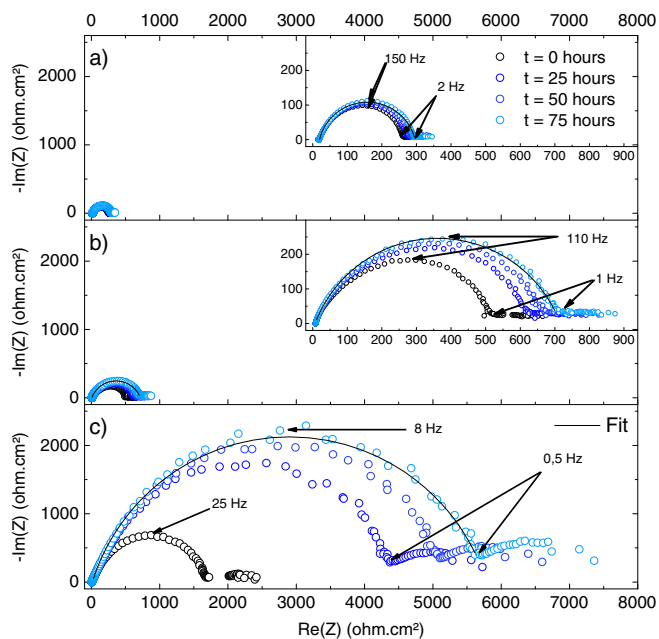 0 1000 2000 3000 4000 5000 6000 7000 8000
a)
2000
1000
0
-Im(Z) (ohm.cm²)
200
100
0
150 Hz
2 Hz
t = 0 hours
t = 25 hours
t = 50 hours
t = 75 hours
0 100 200 300 400 500 600 700 800 900
b)
2000
1000
0
-Im(Z) (ohm.cm²)
200
100
0
110 Hz
1 Hz
0 100 200 300 400 500 600 700 800 900
c)
2000
1000
0
-Im(Z) (ohm.cm²)
8 Hz
Fit
25 Hz
0,5 Hz
0 1000 2000 3000 4000 5000 6000 7000 8000
Re(Z) (ohm.cm²)